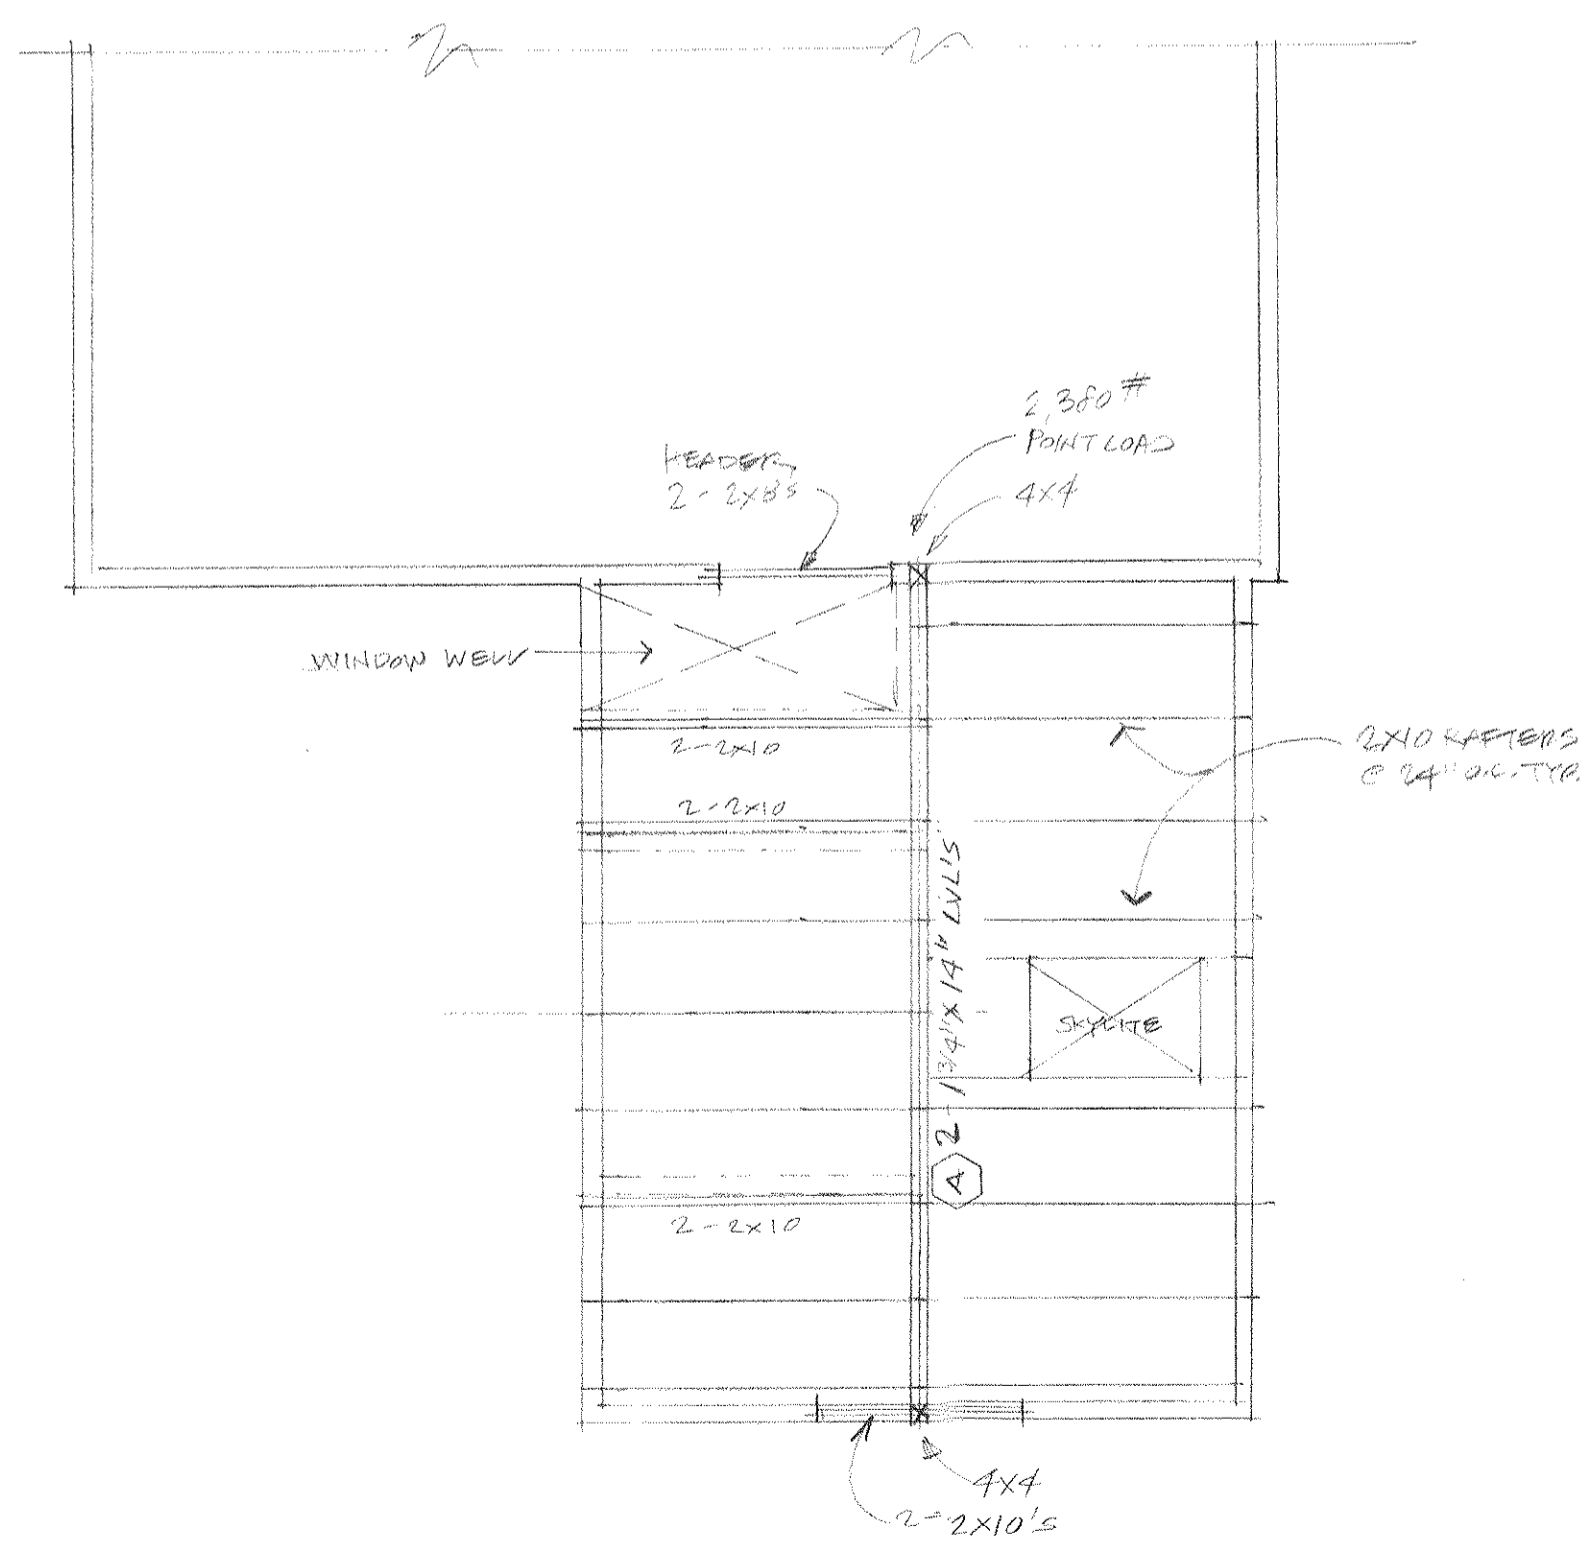 2,380#
POINT LOAD
4X4
HEADER,
2-2X8'S
WINDOW WELL
2-2X10
2-2X10
2X10 RAFTERS
@ 24" O.C. TYP.
SKYLITE
A 2-1 3/4" X 14" LVL'S
2-2X10
4X4
2-2X10'S